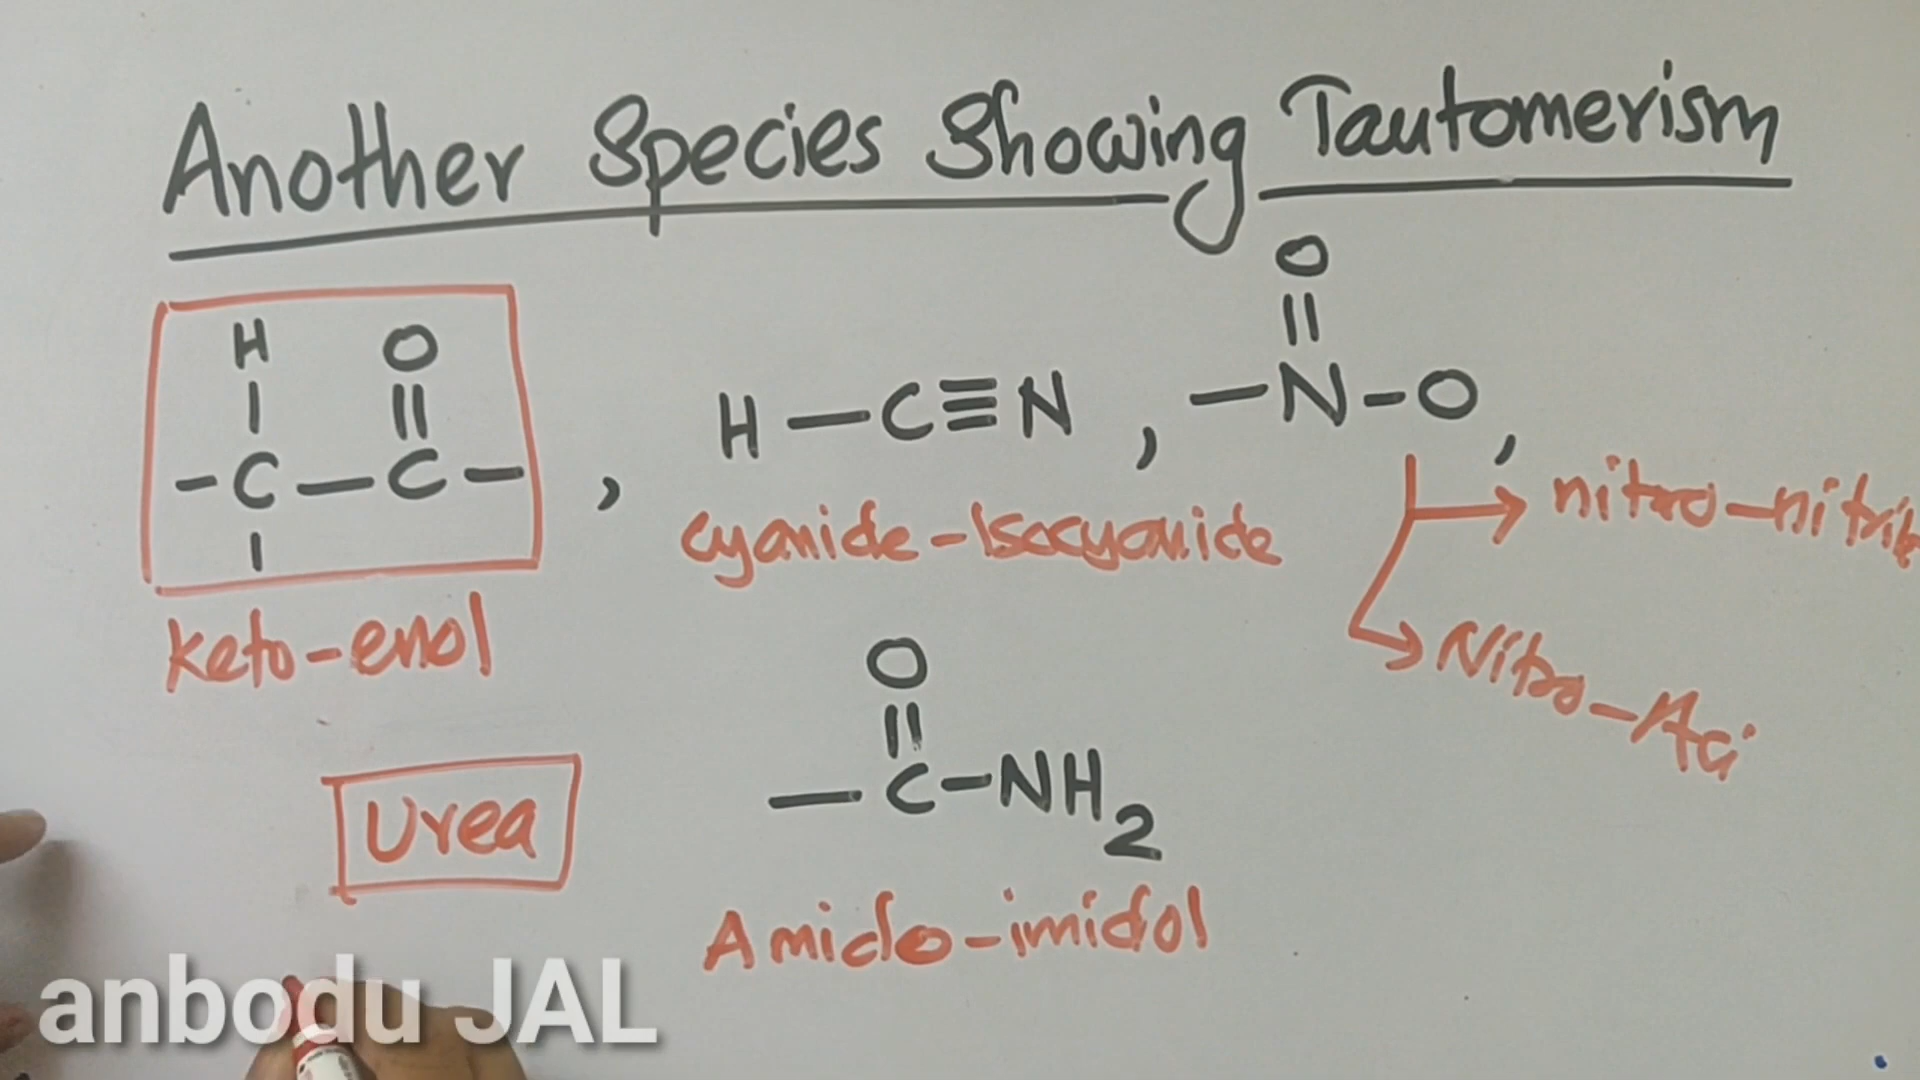 Another Species Showing Tautomerism
H O
| ||
-C-C-
|
, H-C≡N ,
O
||
-N-O ,
keto-enol
cyanide-Isocyanide
nitro-nitrite
Nitro-Aci
Urea
O
||
-C-NH2
Amido-imidol
anbodu JAL